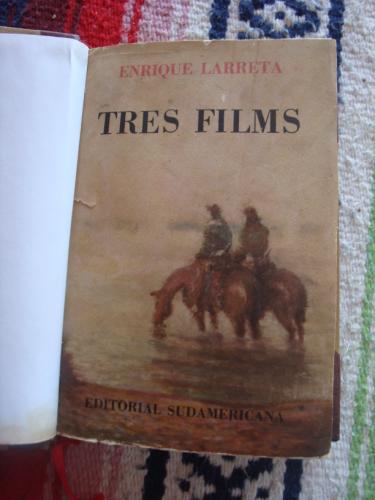 ENRIQUE LARRETA
TRES FILMS
EDITORIAL SUDAMERICANA